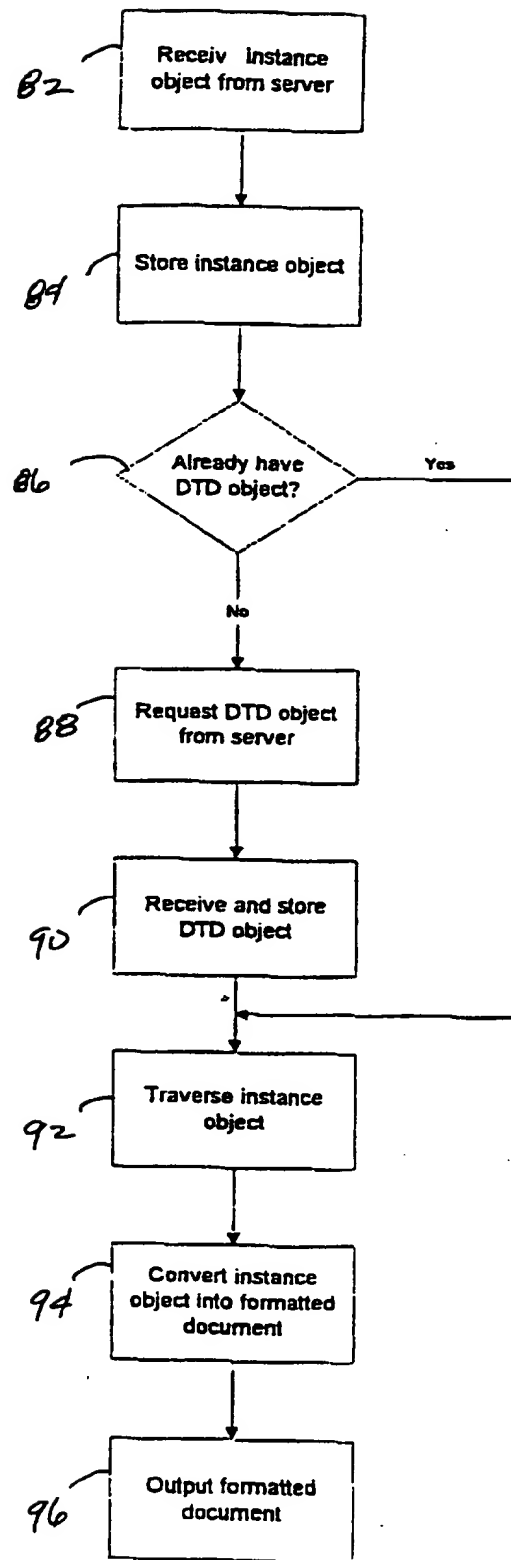 82
Receiv instance
object from server
84
Store instance object
86
Already have
DTD object?
Yes
No
88
Request DTD object
from server
90
Receive and store
DTD object
92
Traverse instance
object
94
Convert instance
object into formatted
document
96
Output formatted
document